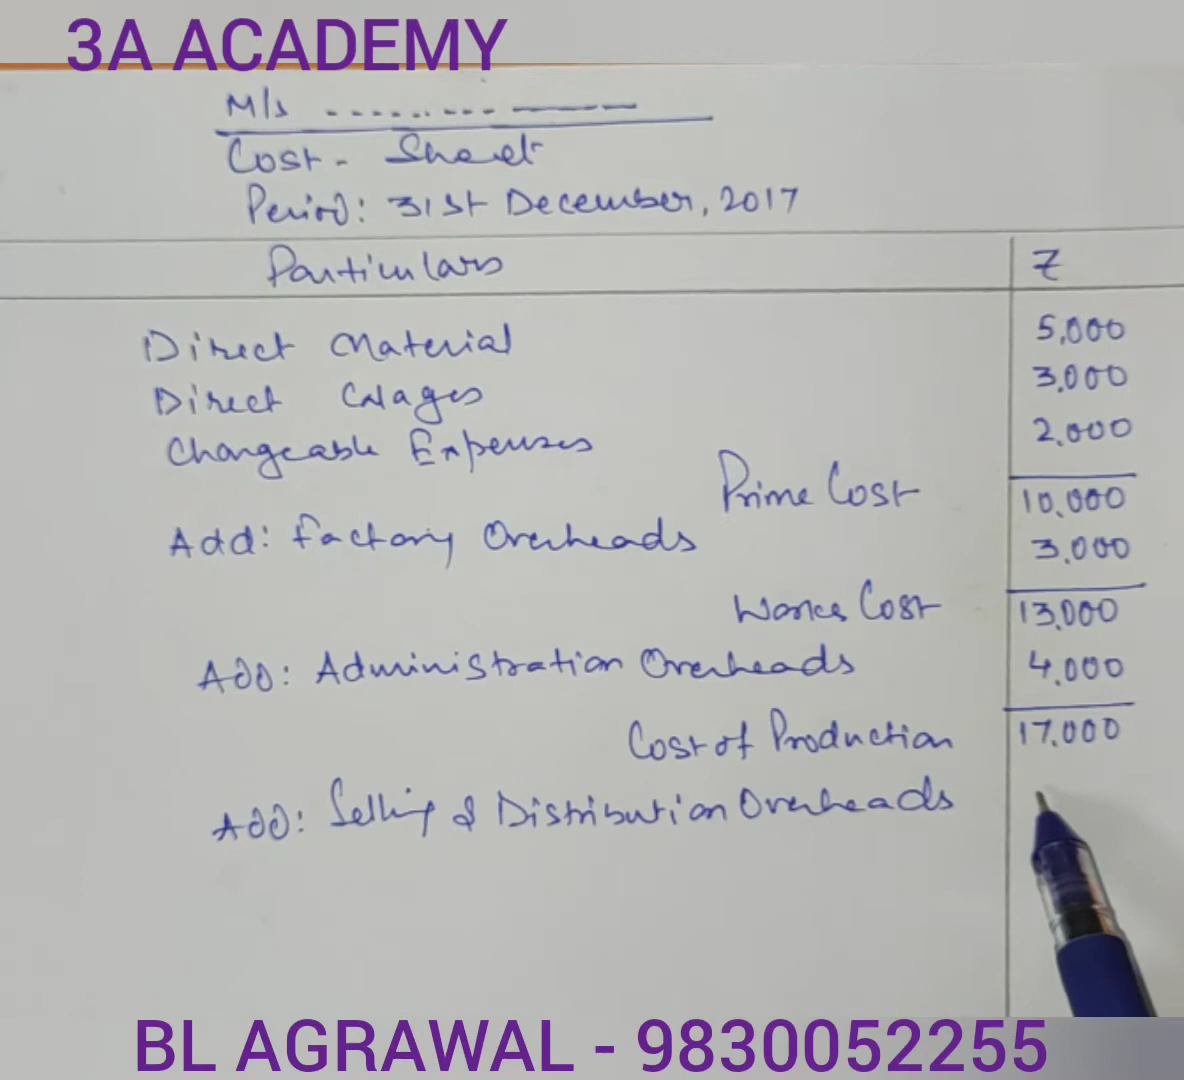 3A ACADEMY
M/s ..............
Cost - Sheet
Period: 31st December, 2017
Particulars ₹
Direct Material 5,000
Direct Wages 3,000
Chargeable Expenses 2,000
Prime Cost 10,000
Add: Factory Overheads 3,000
Works Cost 13,000
Add: Administration Overheads 4,000
Cost of Production 17,000
Add: Selling & Distribution Overheads
BL AGRAWAL - 9830052255